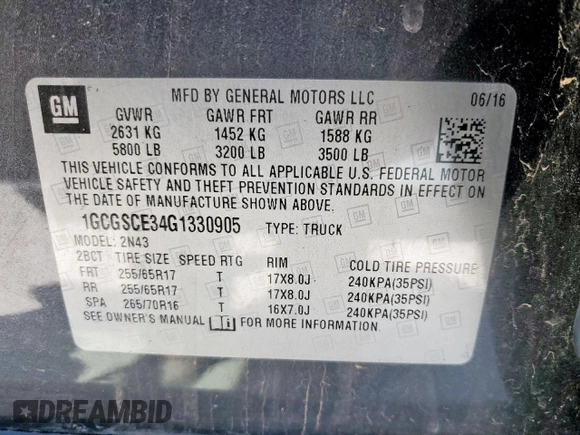 GM
MFD BY GENERAL MOTORS LLC 06/16
GVWR GAWR FRT GAWR RR
2631 KG 1452 KG 1588 KG
5800 LB 3200 LB 3500 LB
THIS VEHICLE CONFORMS TO ALL APPLICABLE U.S. FEDERAL MOTOR
VEHICLE SAFETY AND THEFT PREVENTION STANDARDS IN EFFECT ON
THE DATE OF MANUFACTURE SHOWN ABOVE.
1GCGSCE34G1330905 TYPE: TRUCK
MODEL: 2N43
2BCT TIRE SIZE SPEED RTG RIM COLD TIRE PRESSURE
FRT 255/65R17 T 17X8.0J 240KPA(35PSI)
RR 255/65R17 T 17X8.0J 240KPA(35PSI)
SPA 265/70R16 T 16X7.0J 240KPA(35PSI)
SEE OWNER'S MANUAL i FOR MORE INFORMATION.
DREAMBID